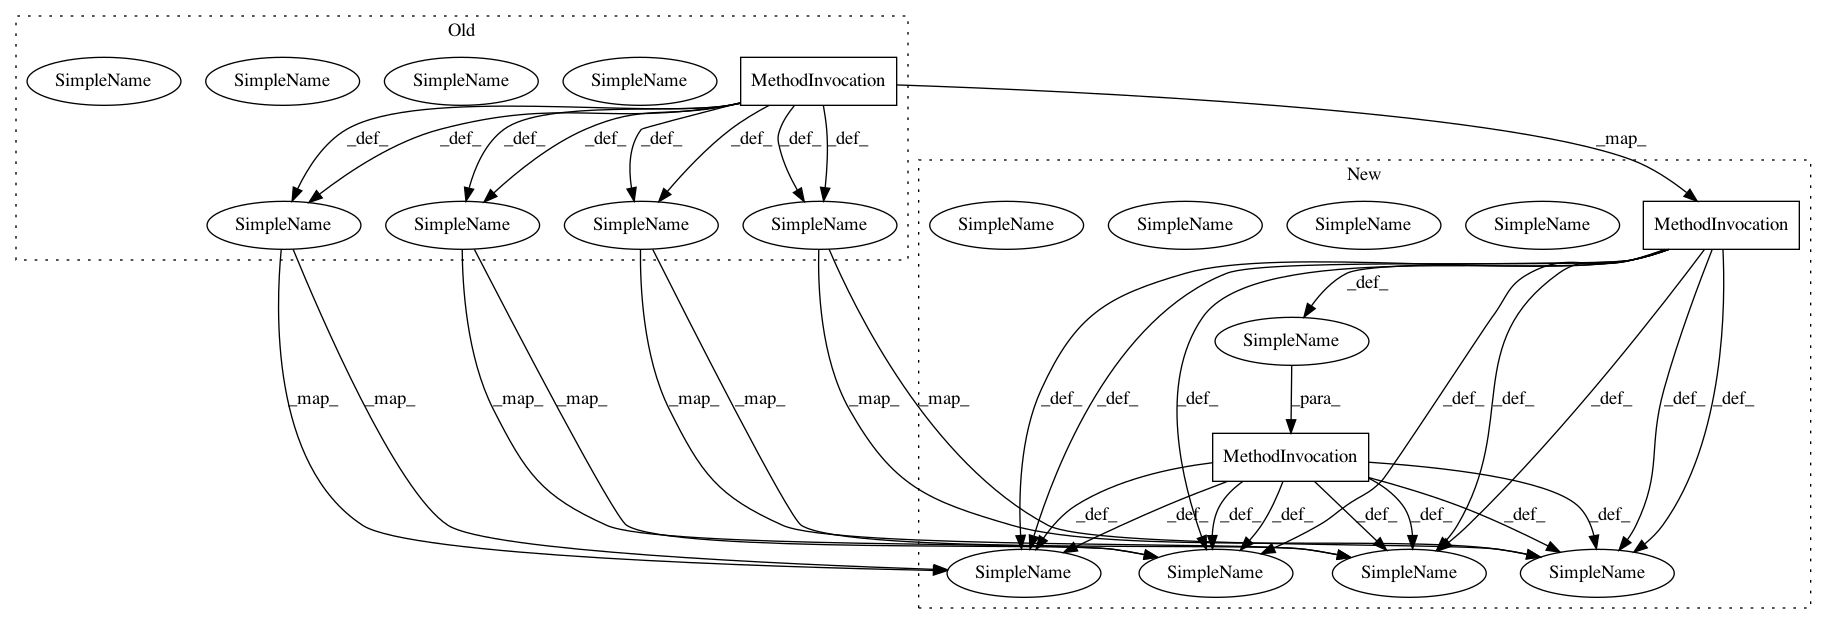 Old
SimpleName SimpleName SimpleName SimpleName MethodInvocation
_def_ _def_ _def_ _def_ _def_ _def_ _def_ _def_ _map_
New
SimpleName SimpleName SimpleName SimpleName
SimpleName SimpleName SimpleName SimpleName MethodInvocation
_def_
SimpleName
_map_ _map_ _map_ _map_ _map_ _map_ _map_ _map_ _def_ _def_ _def_ _para_ _def_ _def_ _def_ _def_ _def_
MethodInvocation
_def_ _def_ _def_ _def_ _def_ _def_ _def_ _def_
SimpleName SimpleName SimpleName SimpleName